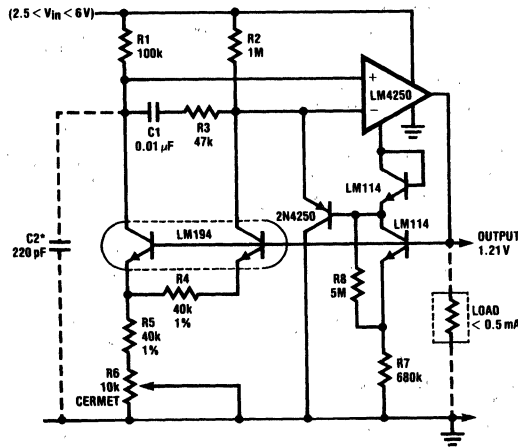 (2.5 < Vin < 6V)
R1
100k
R2
1M
+
LM4250
−
C1
0.01 µF
R3
47k
LM114
2N4250
C2*
220 pF
LM194
LM114
OUTPUT
1.21V
R4
40k
1%
R8
5M
LOAD
< 0.5 mA
R5
40k
1%
R6
10k
CERMET
R7
680k